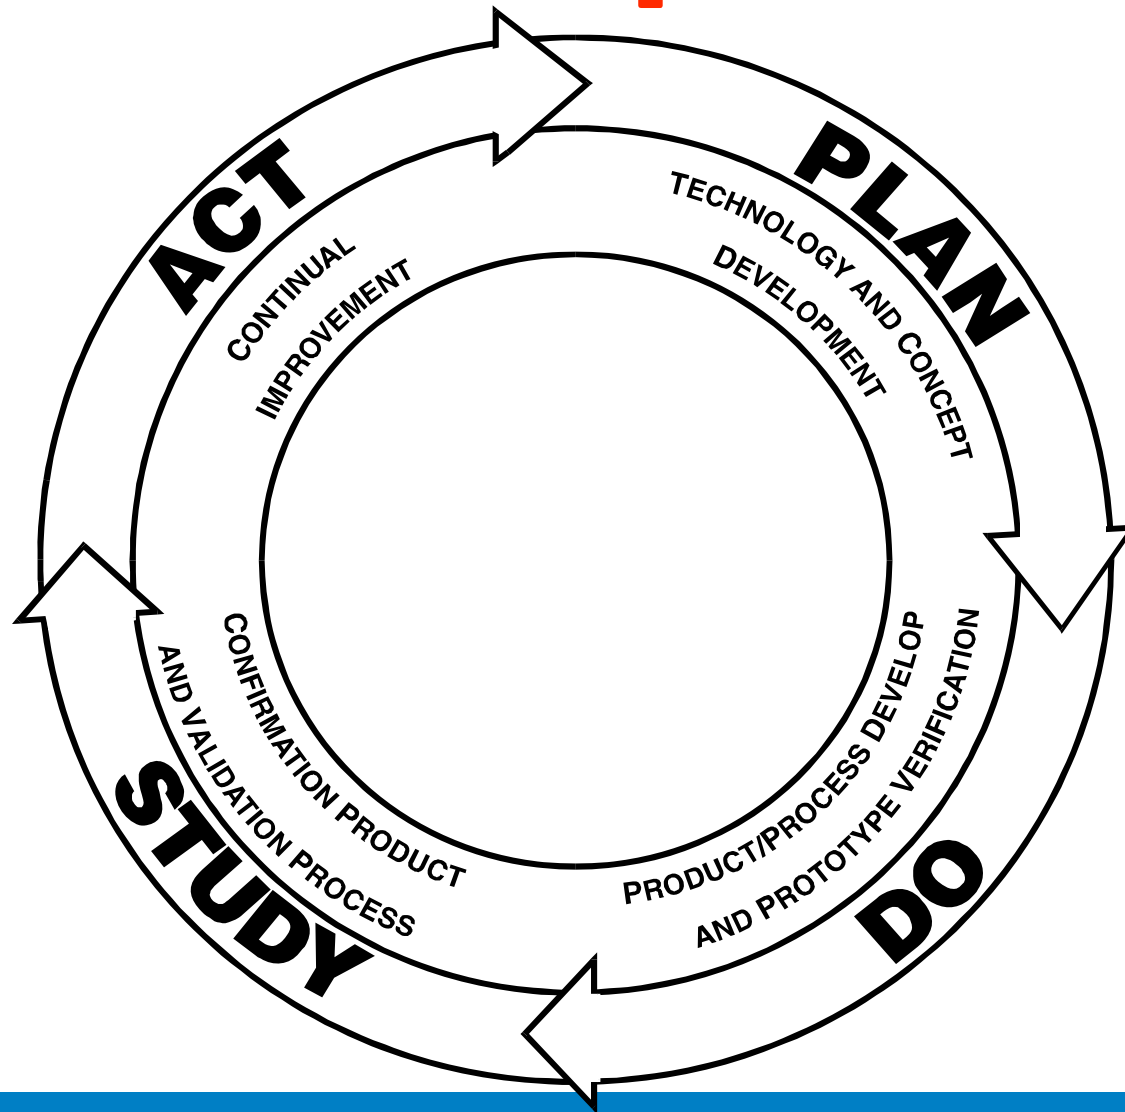 ACT
CONTINUAL
IMPROVEMENT
PLAN
TECHNOLOGY AND CONCEPT
DEVELOPMENT
DO
PRODUCT/PROCESS DEVELOP
AND PROTOTYPE VERIFICATION
STUDY
CONFIRMATION PRODUCT
AND VALIDATION PROCESS